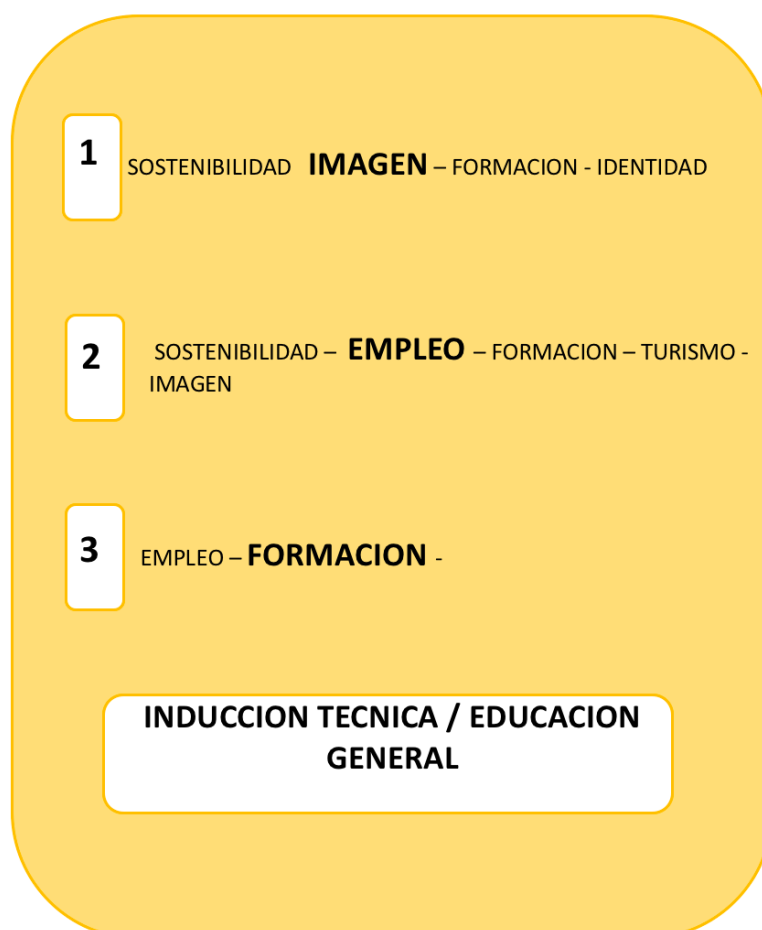 1
SOSTENIBILIDAD IMAGEN – FORMACION - IDENTIDAD
2
SOSTENIBILIDAD – EMPLEO – FORMACION – TURISMO -
IMAGEN
3
EMPLEO – FORMACION -
INDUCCION TECNICA / EDUCACION
GENERAL